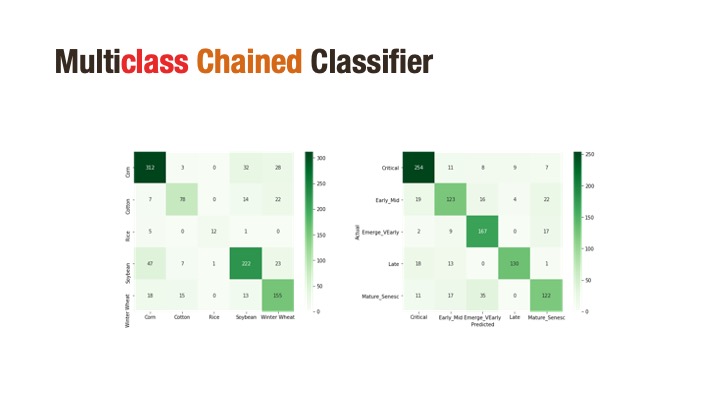 Multiclass Chained Classifier
Corn 312 3 0 32 28 300
Cotton 7 78 0 14 22 250
200
Rice 5 0 12 1 0 150
Soybean 47 7 1 222 23 100
50
Winter Wheat 18 15 0 13 155 0
Corn Cotton Rice Soybean Winter Wheat
Critical 254 11 8 9 7 250
Early_Mid 19 123 16 4 22 200
Actual Emerge_VEarly 2 9 167 0 17 150
100
Late 18 13 0 130 1 50
Mature_Senesc 11 17 35 0 122 0
Critical Early_Mid Emerge_VEarly Late Mature_Senesc
Predicted